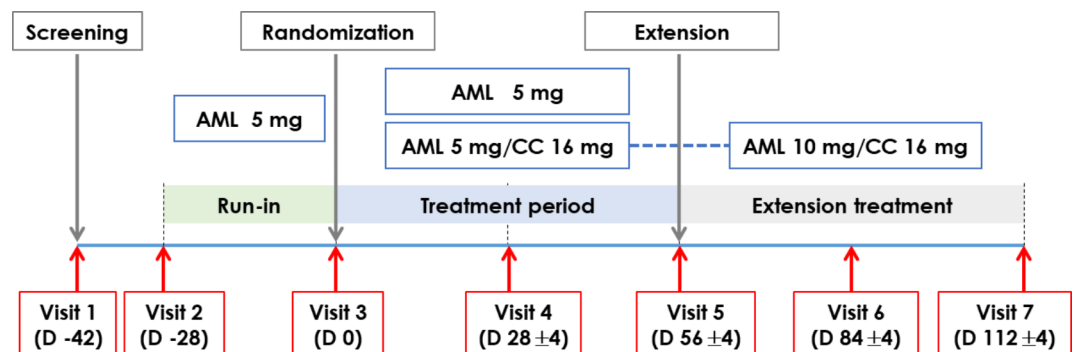 Screening
Randomization
Extension
AML 5 mg
AML 5 mg
AML 5 mg/CC 16 mg
AML 10 mg/CC 16 mg
Run-in
Treatment period
Extension treatment
Visit 1
(D -42)
Visit 2
(D -28)
Visit 3
(D 0)
Visit 4
(D 28 ±4)
Visit 5
(D 56 ±4)
Visit 6
(D 84 ±4)
Visit 7
(D 112 ±4)